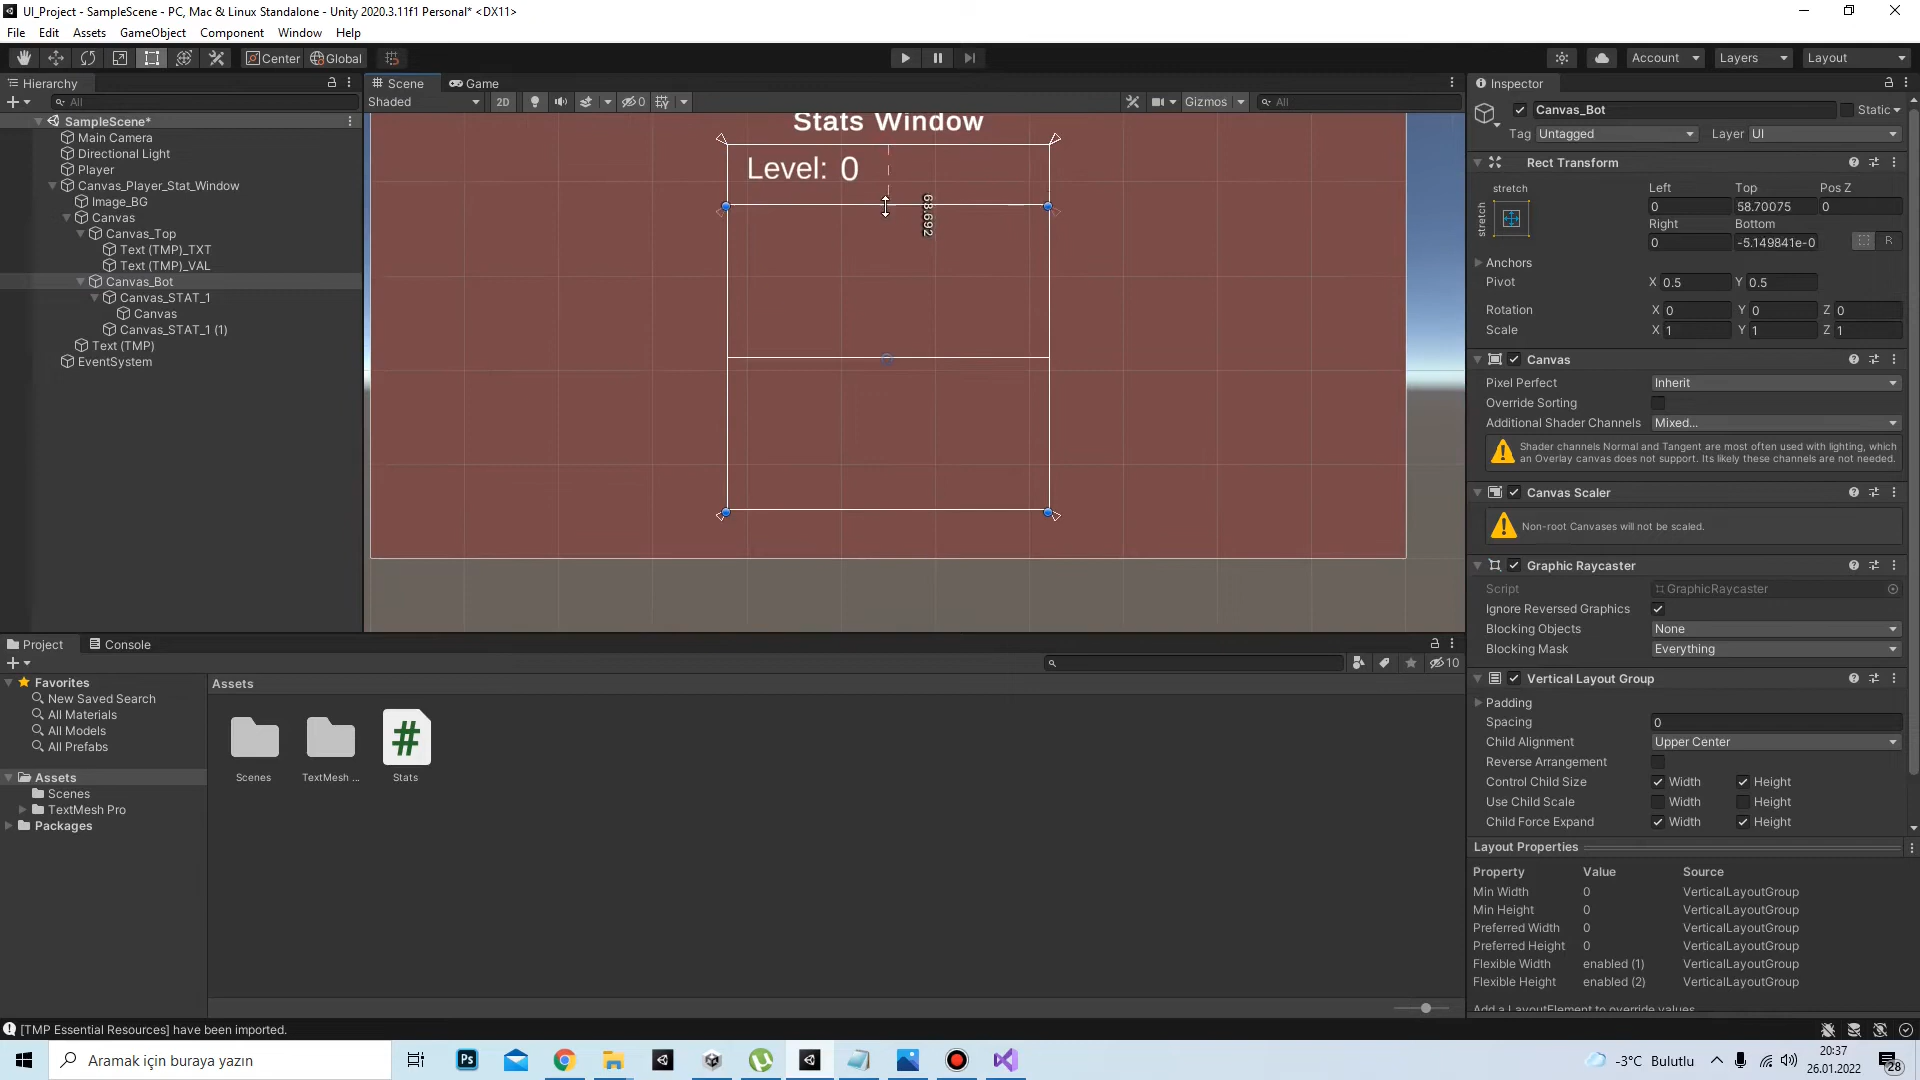 UI_Project - SampleScene - PC, Mac & Linux Standalone - Unity 2020.3.11f1 Personal* <DX11>
File Edit Assets GameObject Component Window Help
Center Global Account Layers Layout
Hierarchy
All
SampleScene*
Main Camera
Directional Light
Player
Canvas_Player_Stat_Window
Image_BG
Canvas
Canvas_Top
Text (TMP)_TXT
Text (TMP)_VAL
Canvas_Bot
Canvas_STAT_1
Canvas
Canvas_STAT_1 (1)
Text (TMP)
EventSystem
Scene Game
Shaded 2D 0 Gizmos All
Stats Window
Level: 0
Inspector
Canvas_Bot Static
Tag Untagged Layer UI
Rect Transform
stretch Left Top Pos Z
stretch 0 58.70075 0
Right Bottom
0 -5.149841e-0 R
Anchors
Pivot X 0.5 Y 0.5
Rotation X 0 Y 0 Z 0
Scale X 1 Y 1 Z 1
Canvas
Pixel Perfect Inherit
Override Sorting
Additional Shader Channels Mixed...
Shader channels Normal and Tangent are most often used with lighting, which
an Overlay canvas does not support. Its likely these channels are not needed.
Canvas Scaler
Non-root Canvases will not be scaled.
Graphic Raycaster
Script GraphicRaycaster
Ignore Reversed Graphics
Blocking Objects None
Blocking Mask Everything
Vertical Layout Group
Padding
Spacing 0
Child Alignment Upper Center
Reverse Arrangement
Control Child Size Width Height
Use Child Scale Width Height
Child Force Expand Width Height
Layout Properties
Property Value Source
Min Width 0 VerticalLayoutGroup
Min Height 0 VerticalLayoutGroup
Preferred Width 0 VerticalLayoutGroup
Preferred Height 0 VerticalLayoutGroup
Flexible Width enabled (1) VerticalLayoutGroup
Flexible Height enabled (2) VerticalLayoutGroup
Add a LayoutElement to override values.
Project Console
10
Favorites
New Saved Search
All Materials
All Models
All Prefabs
Assets
Scenes
TextMesh Pro
Packages
Assets
Scenes TextMesh ... Stats
[TMP Essential Resources] have been imported.
Aramak için buraya yazın
Ps
-3°C Bulutlu
20:37
26.01.2022
28